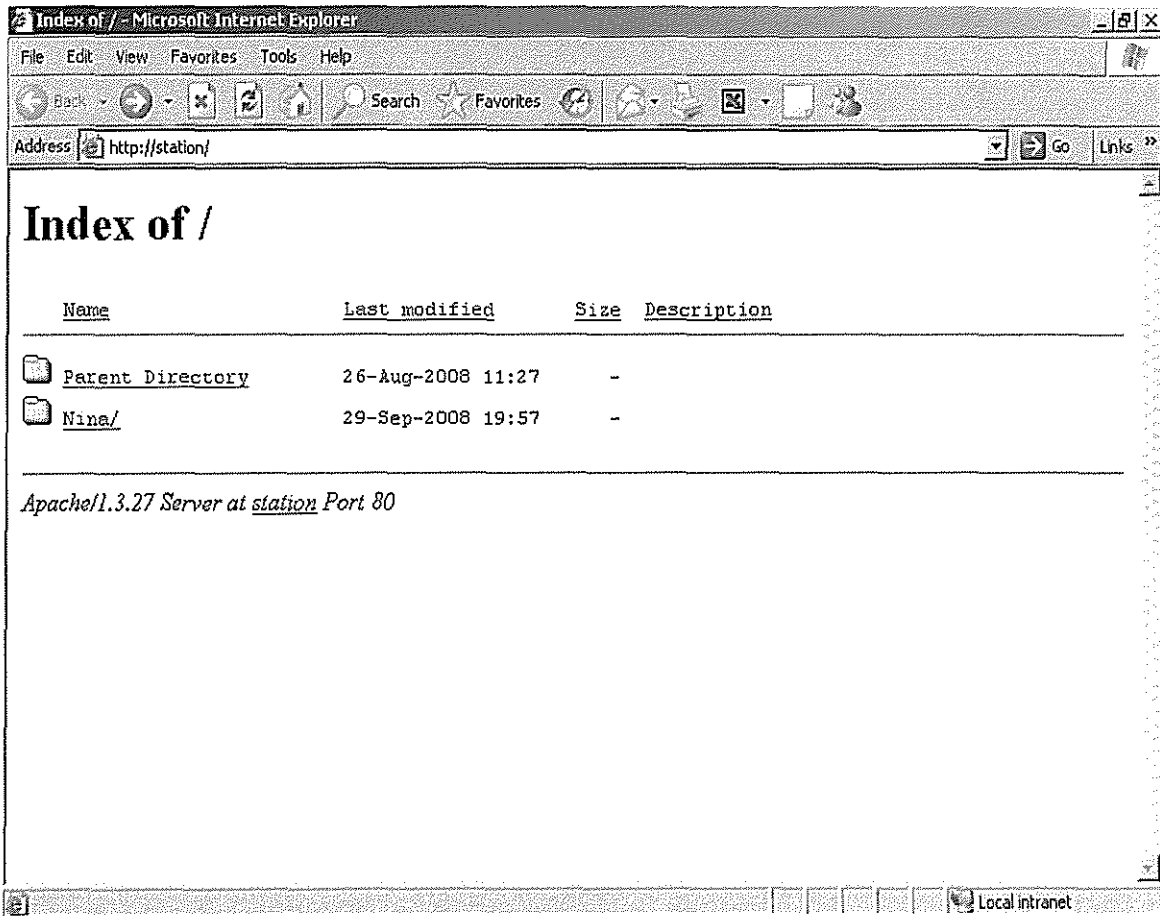 Index of / - Microsoft Internet Explorer
File Edit View Favorites Tools Help
Back Search Favorites
Address http://station/ Go Links »
Index of /
Name Last modified Size Description
Parent Directory 26-Aug-2008 11:27 -
Nina/ 29-Sep-2008 19:57 -
Apache/1.3.27 Server at station Port 80
Local intranet